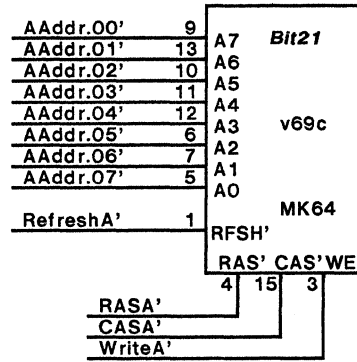 AAddr.00' 9 A7 Bit21
AAddr.01' 13 A6
AAddr.02' 10 A5
AAddr.03' 11 A4
AAddr.04' 12 A3 v69c
AAddr.05' 6 A2
AAddr.06' 7 A1
AAddr.07' 5 A0
MK64
RefreshA' 1 RFSH'
RAS' CAS' WE
4 15 3
RASA'
CASA'
WriteA'